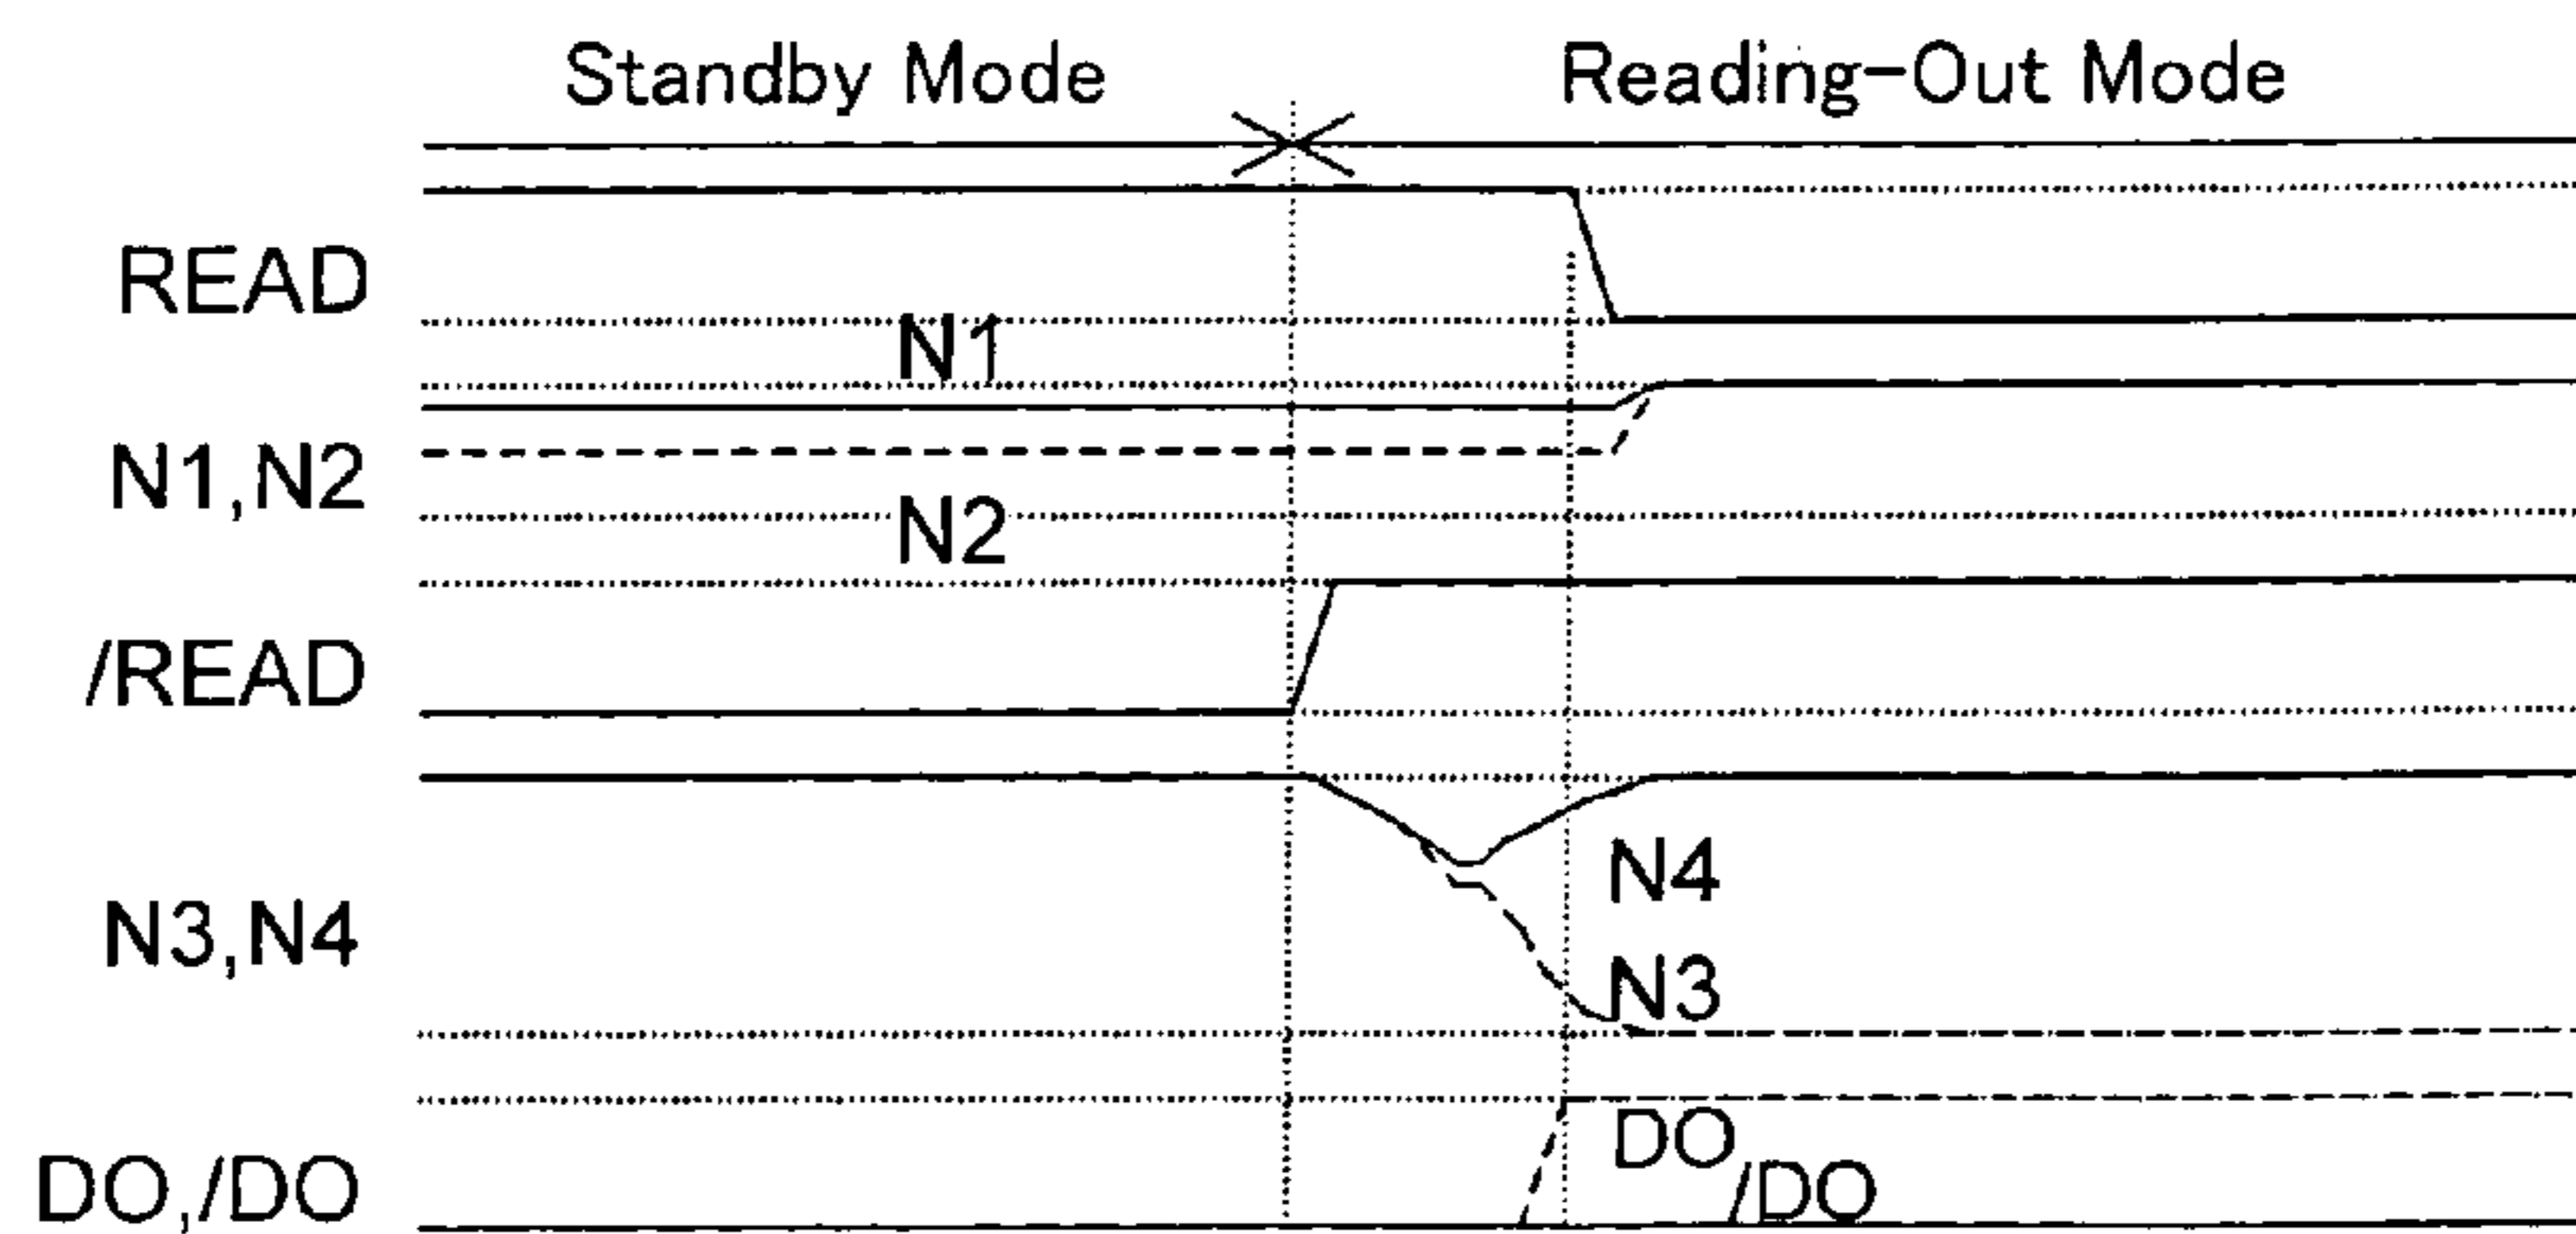 Standby Mode Reading-Out Mode
READ
N1
N1,N2
N2
/READ
N4
N3,N4
N3
DO
/DO
DO,/DO